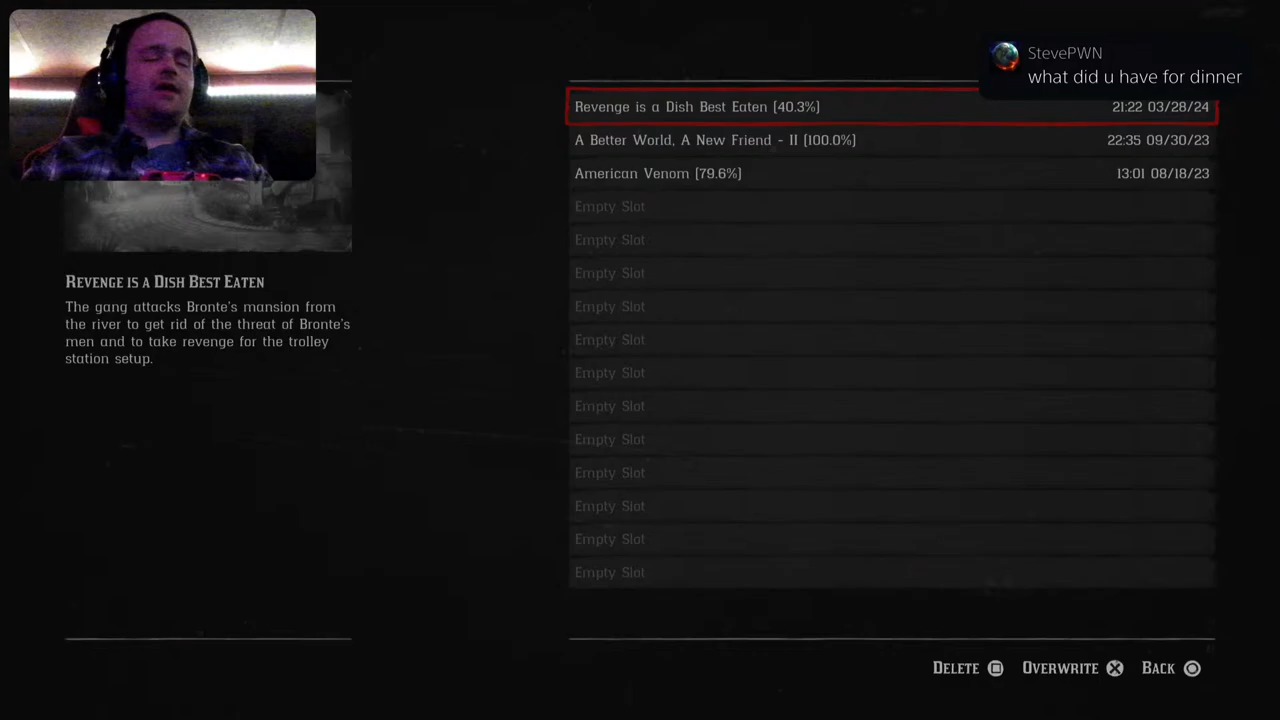 StevePWN
what did u have for dinner
Revenge is a Dish Best Eaten (40.3%) 21:22 03/28/24
A Better World, A New Friend - II (100.0%) 22:35 09/30/23
American Venom (79.6%) 13:01 08/18/23
Empty Slot
Empty Slot
Empty Slot
Empty Slot
Empty Slot
Empty Slot
Empty Slot
Empty Slot
Empty Slot
Empty Slot
Empty Slot
Empty Slot
REVENGE IS A DISH BEST EATEN
The gang attacks Bronte's mansion from
the river to get rid of the threat of Bronte's
men and to take revenge for the trolley
station setup.
DELETE OVERWRITE BACK